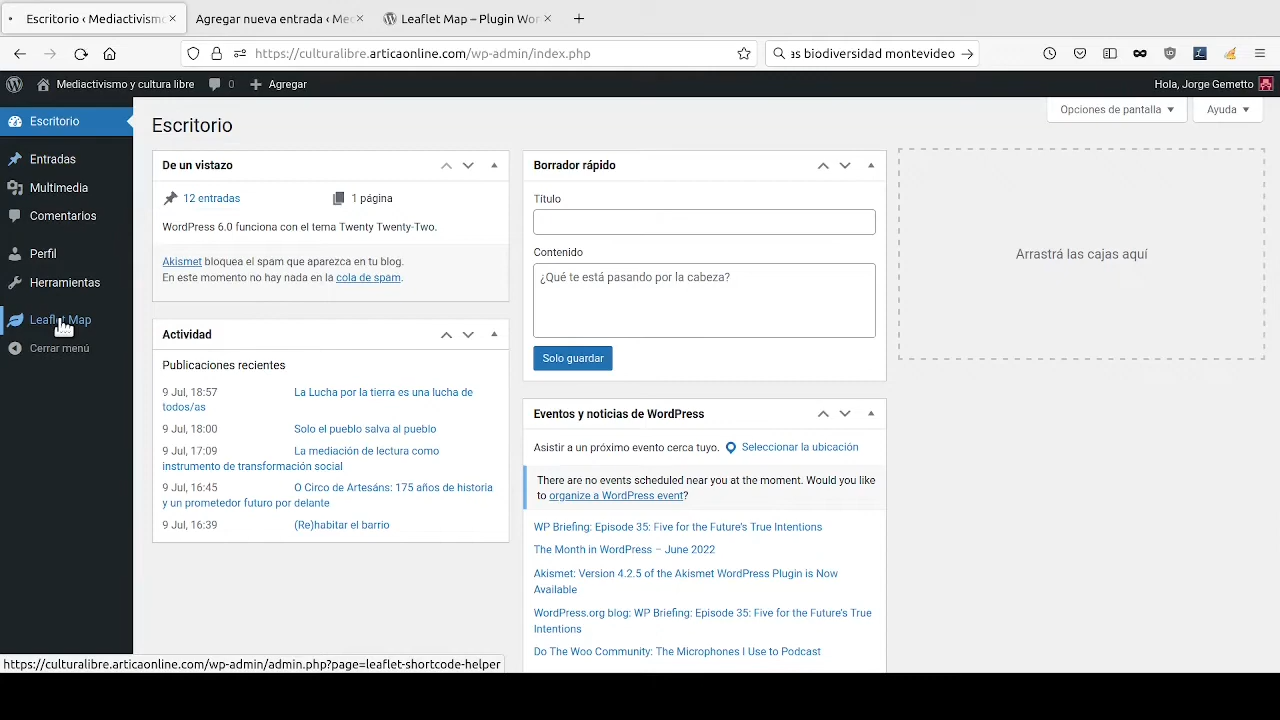 Escritorio ‹ Mediactivismo
Agregar nueva entrada ‹ Med
Leaflet Map – Plugin Wor
https://culturalibre.articaonline.com/wp-admin/index.php
as biodiversidad montevideo
Mediactivismo y cultura libre
0
Agregar
Hola, Jorge Gemetto
Escritorio
Entradas
Multimedia
Comentarios
Perfil
Herramientas
Leaflet Map
Cerrar menú
Opciones de pantalla
Ayuda
Escritorio
De un vistazo
12 entradas
1 página
WordPress 6.0 funciona con el tema Twenty Twenty-Two.
Akismet bloquea el spam que aparezca en tu blog.
En este momento no hay nada en la cola de spam.
Actividad
Publicaciones recientes
9 Jul, 18:57 La Lucha por la tierra es una lucha de
todos/as
9 Jul, 18:00 Solo el pueblo salva al pueblo
9 Jul, 17:09 La mediación de lectura como
instrumento de transformación social
9 Jul, 16:45 O Circo de Artesáns: 175 años de historia
y un prometedor futuro por delante
9 Jul, 16:39 (Re)habitar el barrio
Borrador rápido
Título
Contenido
¿Qué te está pasando por la cabeza?
Solo guardar
Eventos y noticias de WordPress
Asistir a un próximo evento cerca tuyo. Seleccionar la ubicación
There are no events scheduled near you at the moment. Would you like
to organize a WordPress event?
WP Briefing: Episode 35: Five for the Future's True Intentions
The Month in WordPress – June 2022
Akismet: Version 4.2.5 of the Akismet WordPress Plugin is Now
Available
WordPress.org blog: WP Briefing: Episode 35: Five for the Future's True
Intentions
Do The Woo Community: The Microphones I Use to Podcast
Arrastrá las cajas aquí
https://culturalibre.articaonline.com/wp-admin/admin.php?page=leaflet-shortcode-helper